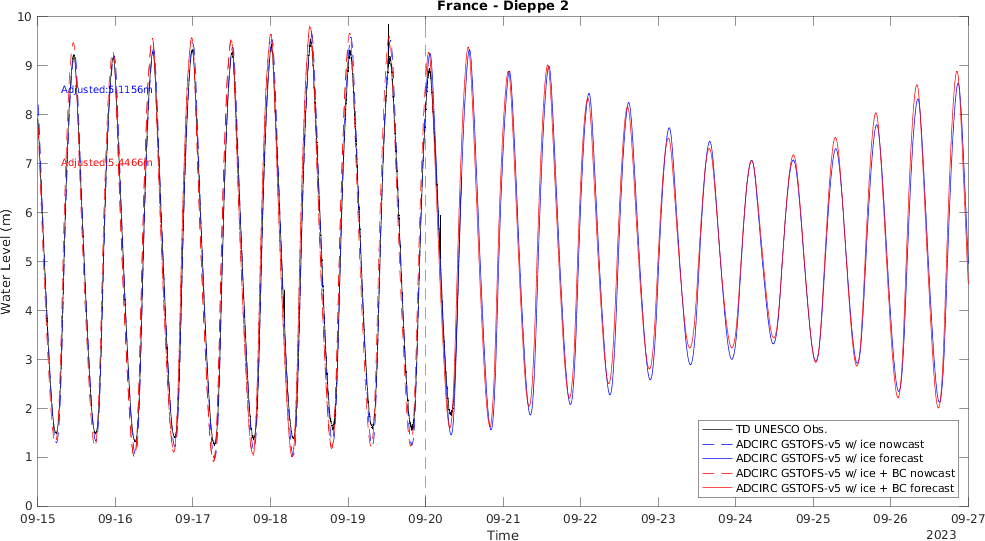 France - Dieppe 2
10
9
8
7
6
5
4
3
2
1
0
Water Level (m)
Adjusted:5.1156m
Adjusted:5.4466m
TD UNESCO Obs.
ADCIRC GSTOFS-v5 w/ ice nowcast
ADCIRC GSTOFS-v5 w/ ice forecast
ADCIRC GSTOFS-v5 w/ ice + BC nowcast
ADCIRC GSTOFS-v5 w/ ice + BC forecast
09-15 09-16 09-17 09-18 09-19 09-20 09-21 09-22 09-23 09-24 09-25 09-26 09-27
Time
2023